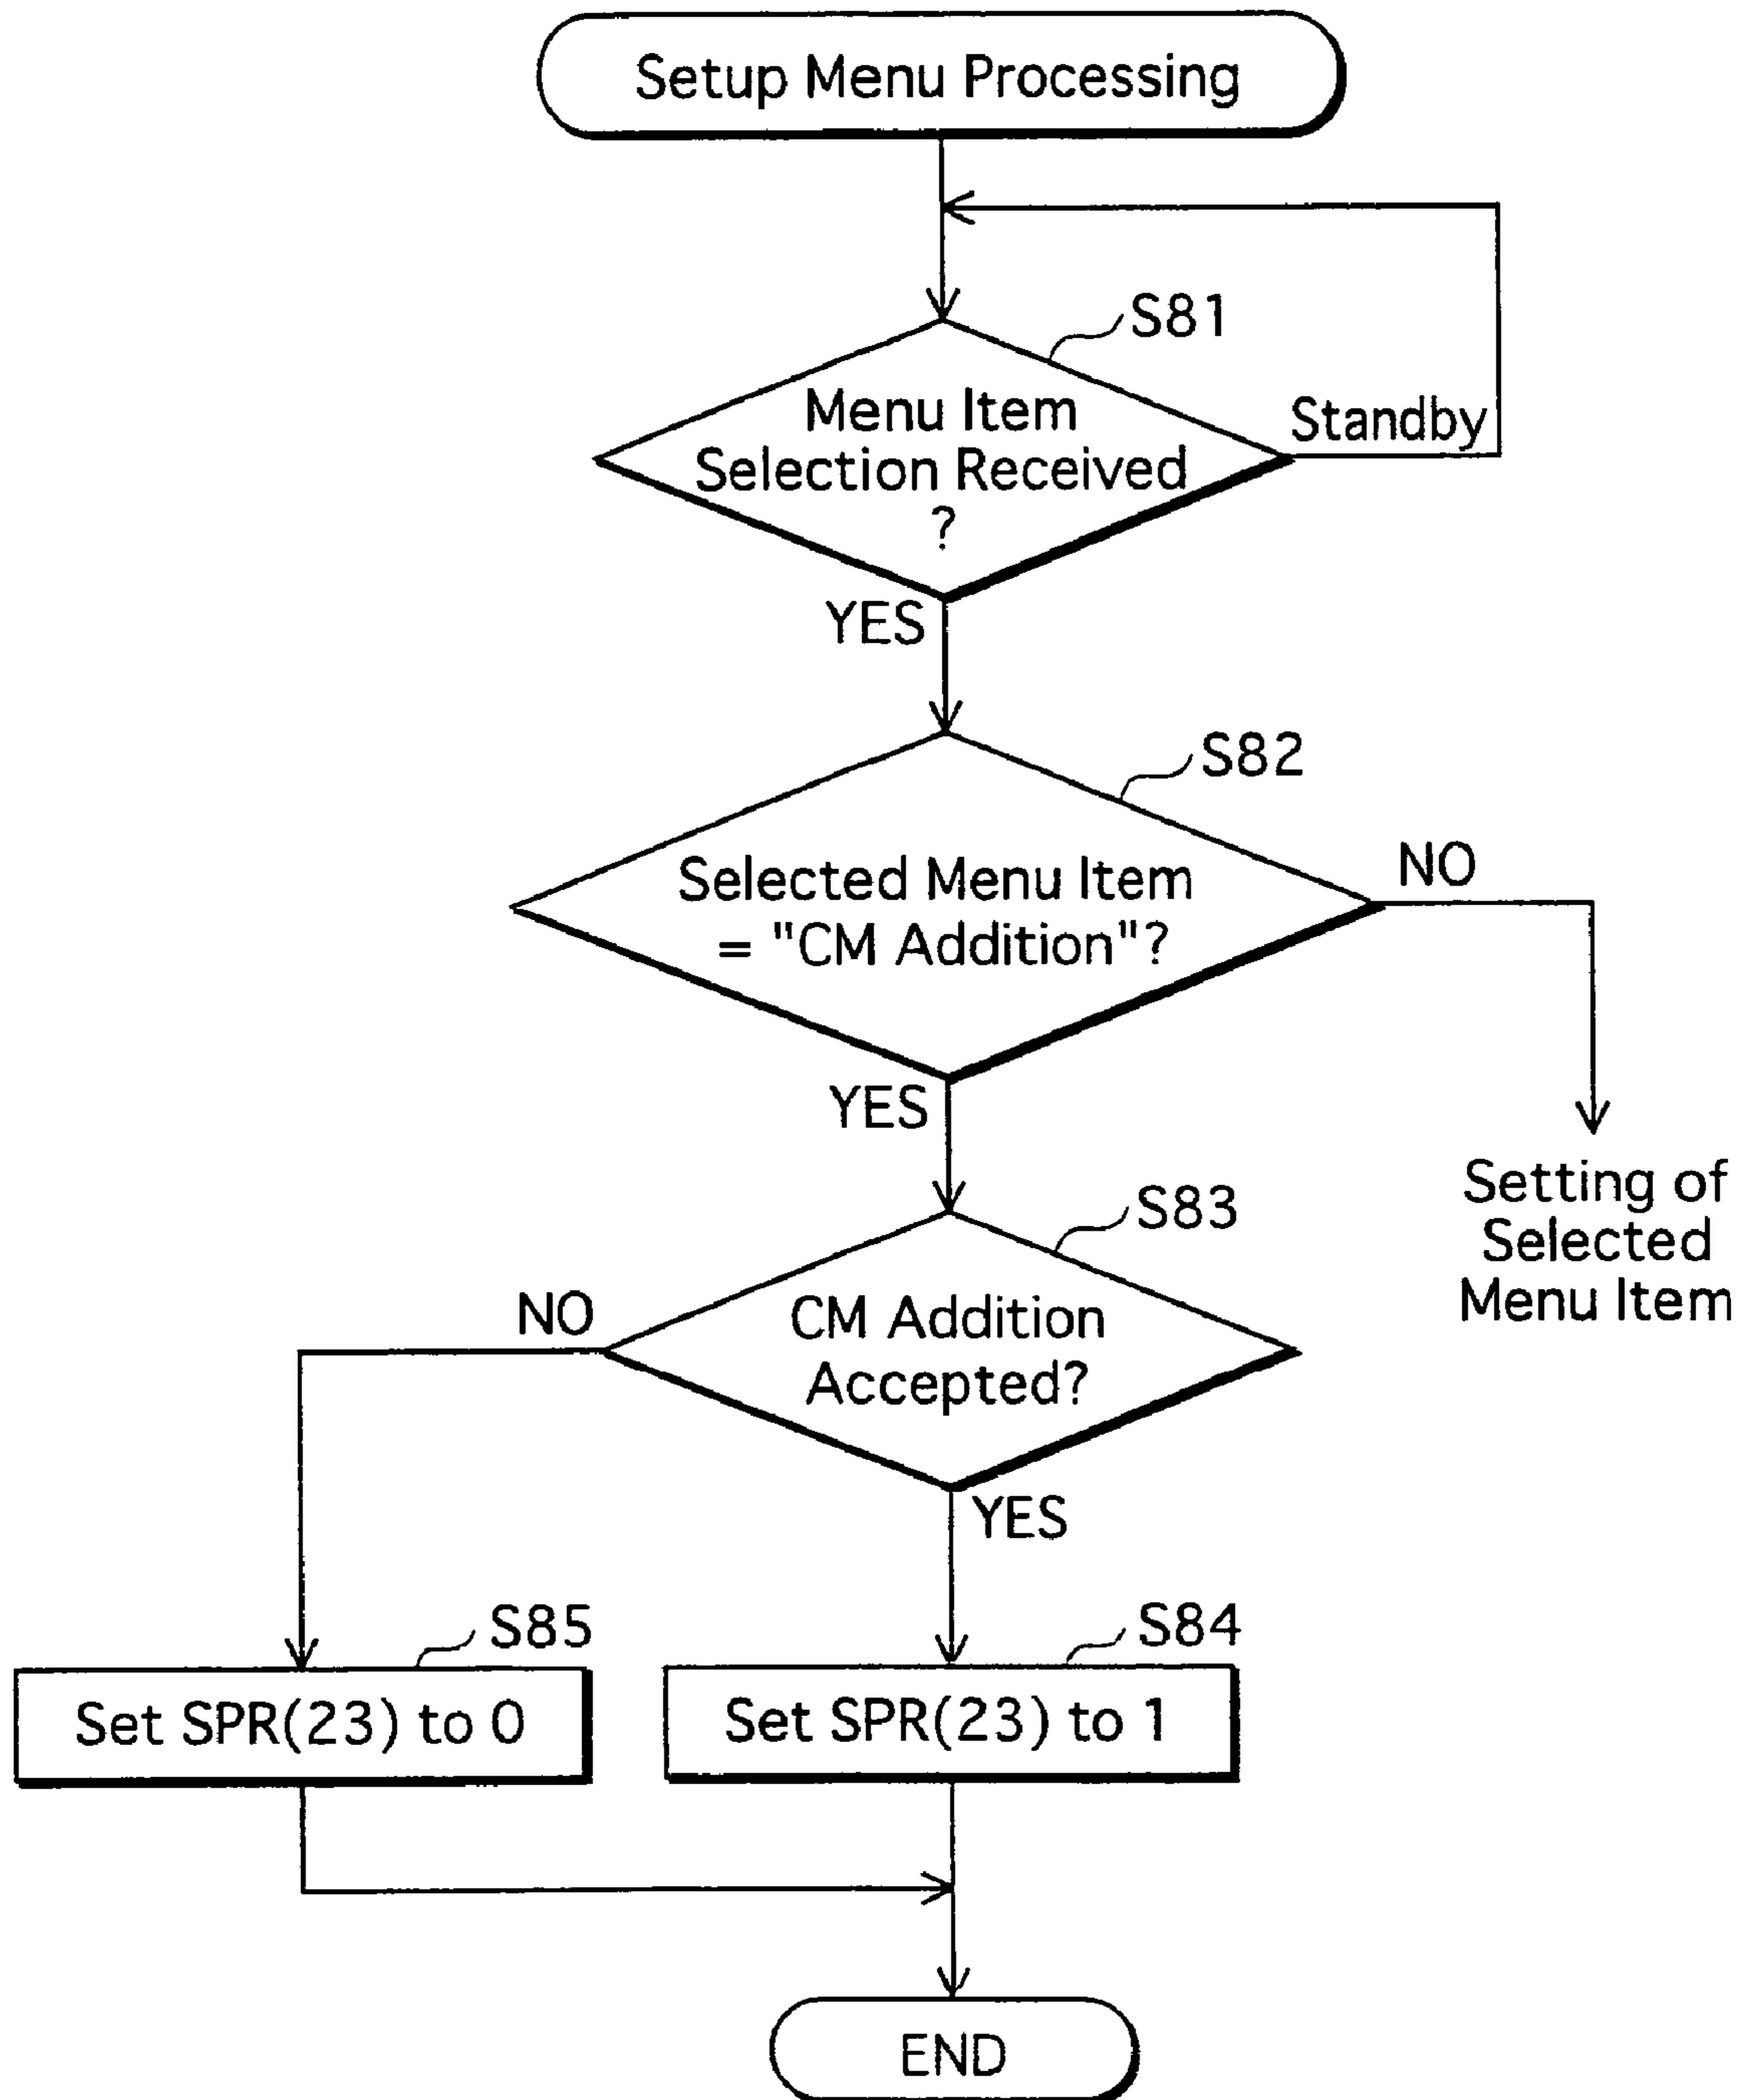 Setup Menu Processing
S81
Menu Item
Selection Received
?
Standby
YES
S82
Selected Menu Item
= "CM Addition"?
NO
YES
Setting of
Selected
Menu Item
S83
CM Addition
Accepted?
NO
YES
S85
Set SPR(23) to 0
S84
Set SPR(23) to 1
END